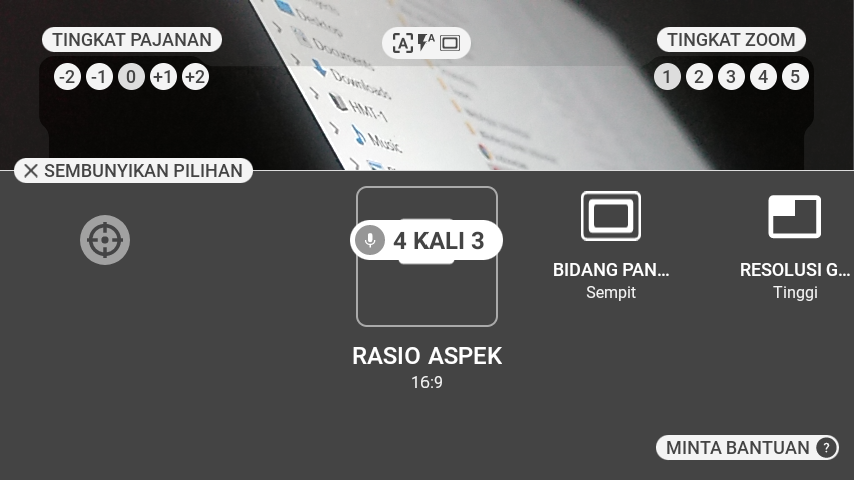 Desktop
Documents
Downloads
HMT-1
Music
TINGKAT PAJANAN
-2 -1 0 +1 +2
A
A
TINGKAT ZOOM
1 2 3 4 5
SEMBUNYIKAN PILIHAN
4 KALI 3
RASIO ASPEK
16:9
BIDANG PAN...
Sempit
RESOLUSI G...
Tinggi
MINTA BANTUAN ?